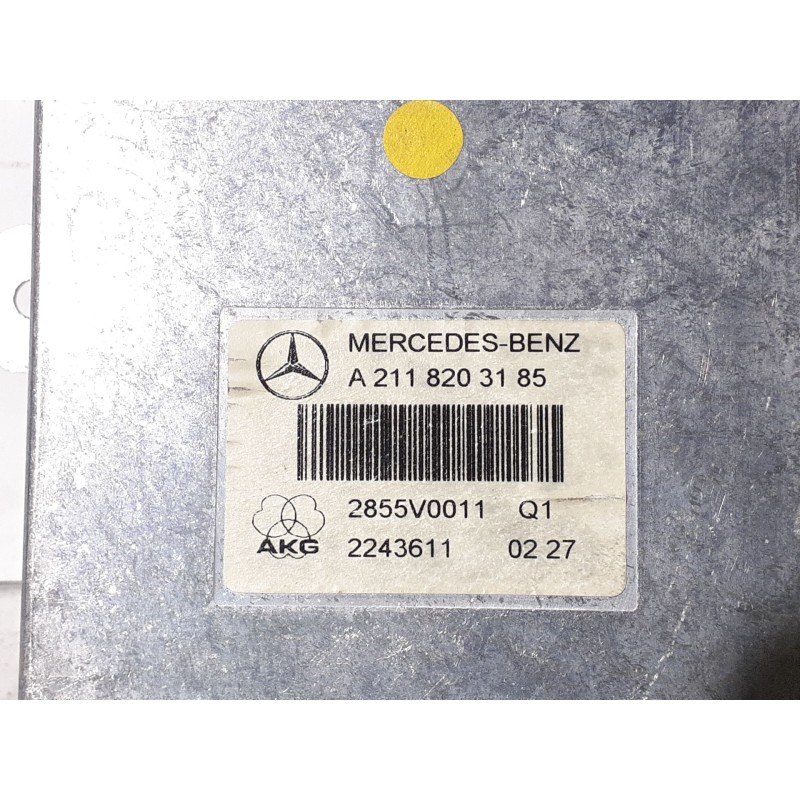 MERCEDES-BENZ
A 211 820 31 85
2855V0011 Q1
AKG
2243611 02 27